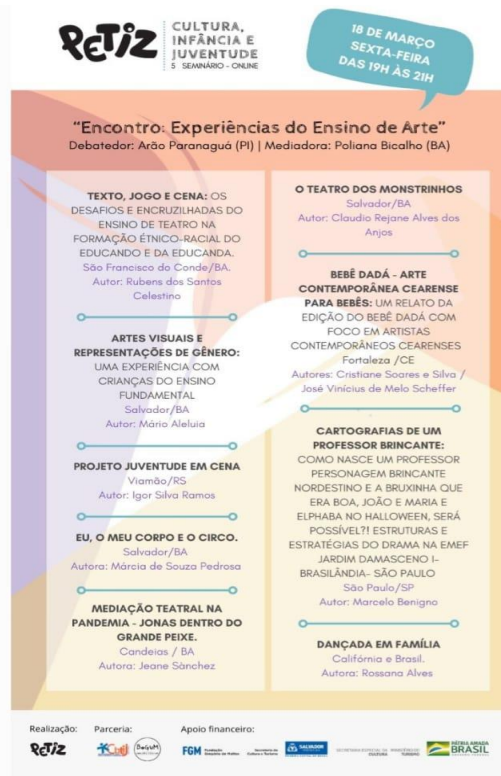 PETIZ
CULTURA,
INFÂNCIA E
JUVENTUDE
5 SEMINÁRIO - ONLINE
18 DE MARÇO
SEXTA-FEIRA
DAS 19H ÀS 21H
"Encontro: Experiências do Ensino de Arte"
Debatedor: Arão Paranaguá (PI) | Mediadora: Poliana Bicalho (BA)
TEXTO, JOGO E CENA: OS
DESAFIOS E ENCRUZILHADAS DO
ENSINO DE TEATRO NA
FORMAÇÃO ÉTNICO-RACIAL DO
EDUCANDO E DA EDUCANDA.
São Francisco do Conde/BA.
Autor: Rubens dos Santos
Celestino
ARTES VISUAIS E
REPRESENTAÇÕES DE GÊNERO:
UMA EXPERIÊNCIA COM
CRIANÇAS DO ENSINO
FUNDAMENTAL
Salvador/BA
Autor: Mário Aleluia
PROJETO JUVENTUDE EM CENA
Viamão/RS
Autor: Igor Silva Ramos
EU, O MEU CORPO E O CIRCO.
Salvador/BA
Autora: Márcia de Souza Pedrosa
MEDIAÇÃO TEATRAL NA
PANDEMIA - JONAS DENTRO DO
GRANDE PEIXE.
Candeias / BA
Autora: Jeane Sánchez
O TEATRO DOS MONSTRINHOS
Salvador/BA
Autor: Claudio Rejane Alves dos
Anjos
BEBÊ DADÁ - ARTE
CONTEMPORÂNEA CEARENSE
PARA BEBÊS: UM RELATO DA
EDIÇÃO DO BEBÊ DADÁ COM
FOCO EM ARTISTAS
CONTEMPORÂNEOS CEARENSES
Fortaleza /CE
Autores: Cristiane Soares e Silva /
José Vinícius de Melo Scheffer
CARTOGRAFIAS DE UM
PROFESSOR BRINCANTE:
COMO NASCE UM PROFESSOR
PERSONAGEM BRINCANTE
NORDESTINO E A BRUXINHA QUE
ERA BOA, JOÃO E MARIA E
ELPHABA NO HALLOWEEN, SERÁ
POSSÍVEL?! ESTRUTURAS E
ESTRATÉGIAS DO DRAMA NA EMEF
JARDIM DAMASCENO I-
BRASILÂNDIA- SÃO PAULO
São Paulo/SP
Autor: Marcelo Benigno
DANÇADA EM FAMÍLIA
Califórnia e Brasil.
Autora: Rossana Alves
Realização: Parceria: Apoio financeiro:
PETIZ
FGM
SALVADOR
SECRETARIA ESPECIAL DA CULTURA
MINISTÉRIO DO TURISMO
PÁTRIA AMADA
BRASIL